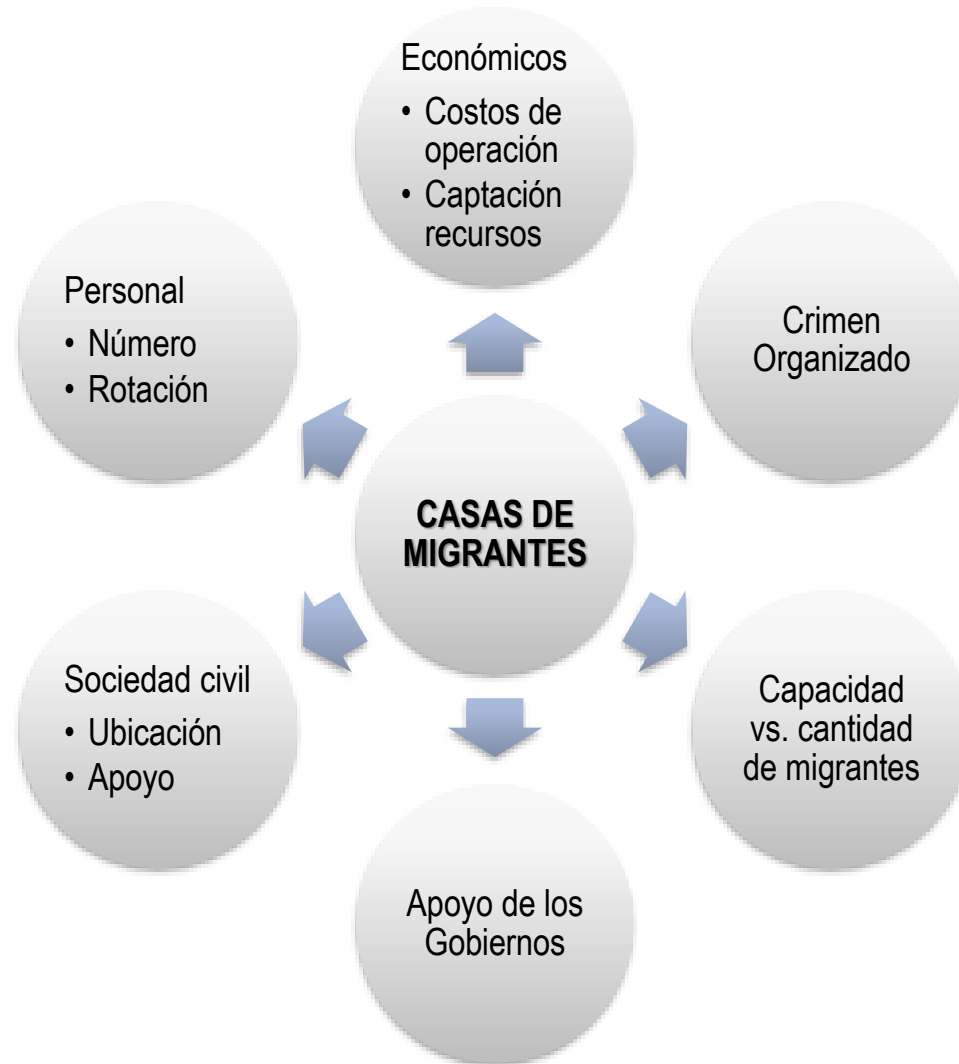 Económicos
• Costos de
operación
• Captación
recursos
Personal
• Número
• Rotación
Crimen
Organizado
CASAS DE
MIGRANTES
Sociedad civil
• Ubicación
• Apoyo
Capacidad
vs. cantidad
de migrantes
Apoyo de los
Gobiernos